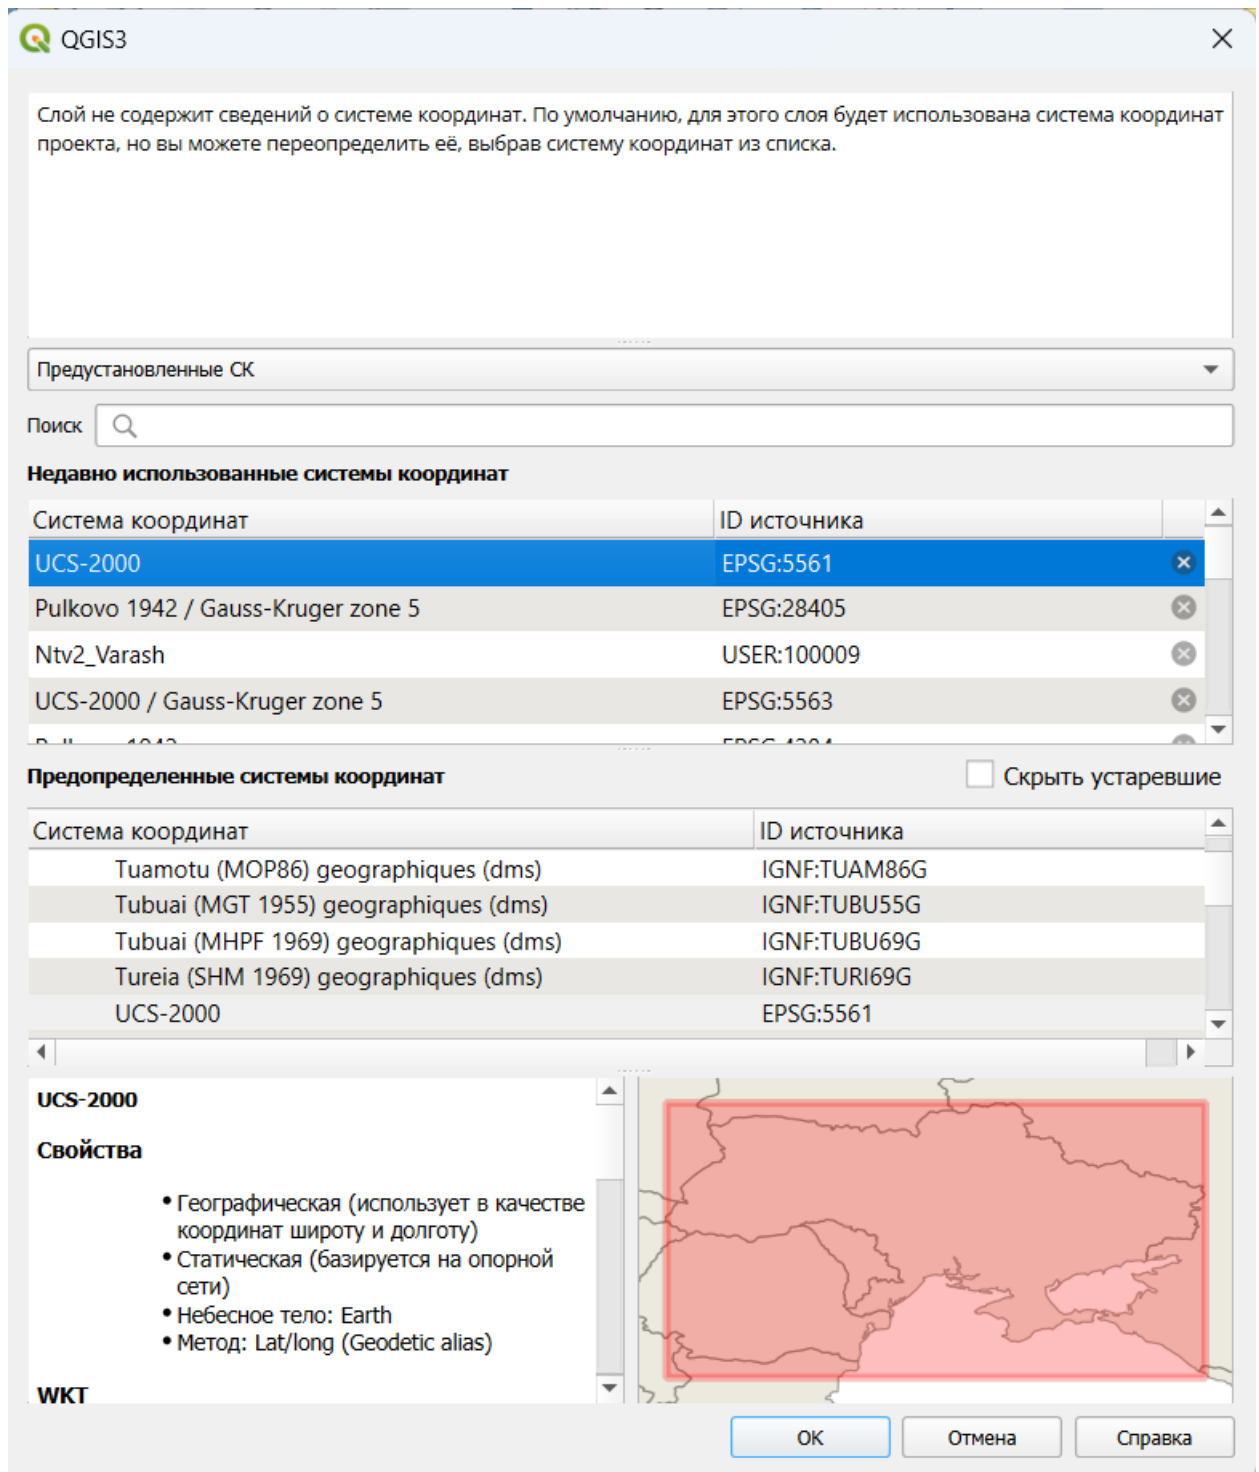 QGIS3
Слой не содержит сведений о системе координат. По умолчанию, для этого слоя будет использована система координат
проекта, но вы можете переопределить её, выбрав систему координат из списка.
Предустановленные СК
Поиск
Недавно использованные системы координат
Система координат ID источника
UCS-2000 EPSG:5561
Pulkovo 1942 / Gauss-Kruger zone 5 EPSG:28405
Ntv2_Varash USER:100009
UCS-2000 / Gauss-Kruger zone 5 EPSG:5563
Предопределенные системы координат Скрыть устаревшие
Система координат ID источника
Tuamotu (MOP86) geographiques (dms) IGNF:TUAM86G
Tubuai (MGT 1955) geographiques (dms) IGNF:TUBU55G
Tubuai (MHPF 1969) geographiques (dms) IGNF:TUBU69G
Tureia (SHM 1969) geographiques (dms) IGNF:TURI69G
UCS-2000 EPSG:5561
UCS-2000
Свойства
• Географическая (использует в качестве
координат широту и долготу)
• Статическая (базируется на опорной
сети)
• Небесное тело: Earth
• Метод: Lat/long (Geodetic alias)
WKT
OK Отмена Справка